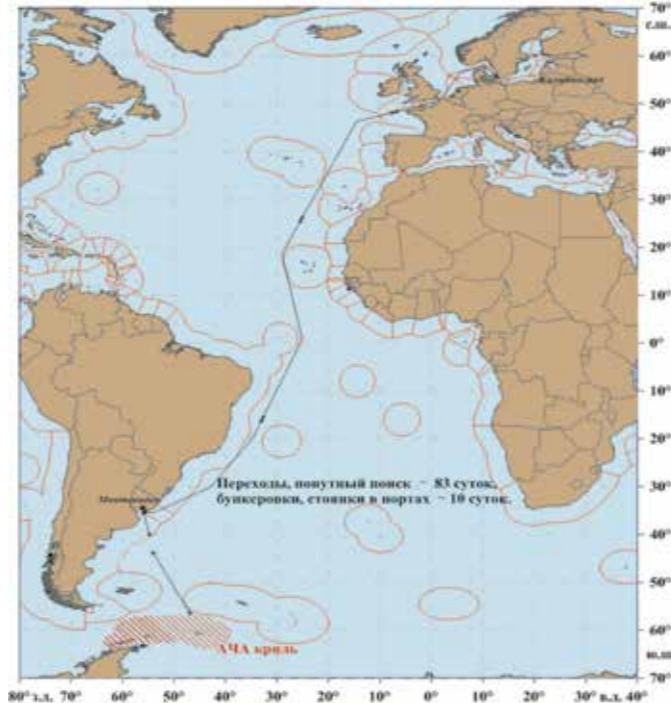 70°
с.ш.
60°
Калининград
50°
40°
30°
20°
10°
0°
10°
20°
30°
Переходы, попутный поиск ~ 83 суток,
бункеровки, стоянки в портах ~ 10 суток.
Монтевидео
40°
50°
60°
АЧА криль
ю.ш.
70°
80° з.д. 70° 60° 50° 40° 30° 20° 10° 0° 10° 20° 30° в.д. 40°